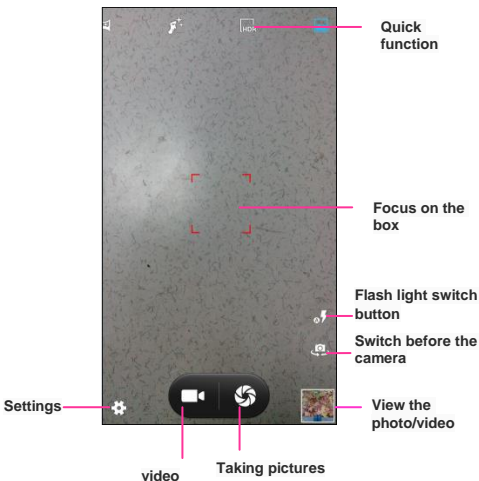 Quick
function
HDR
Focus on the
box
Flash light switch
button
Switch before the
camera
Settings
View the
photo/video
video
Taking pictures